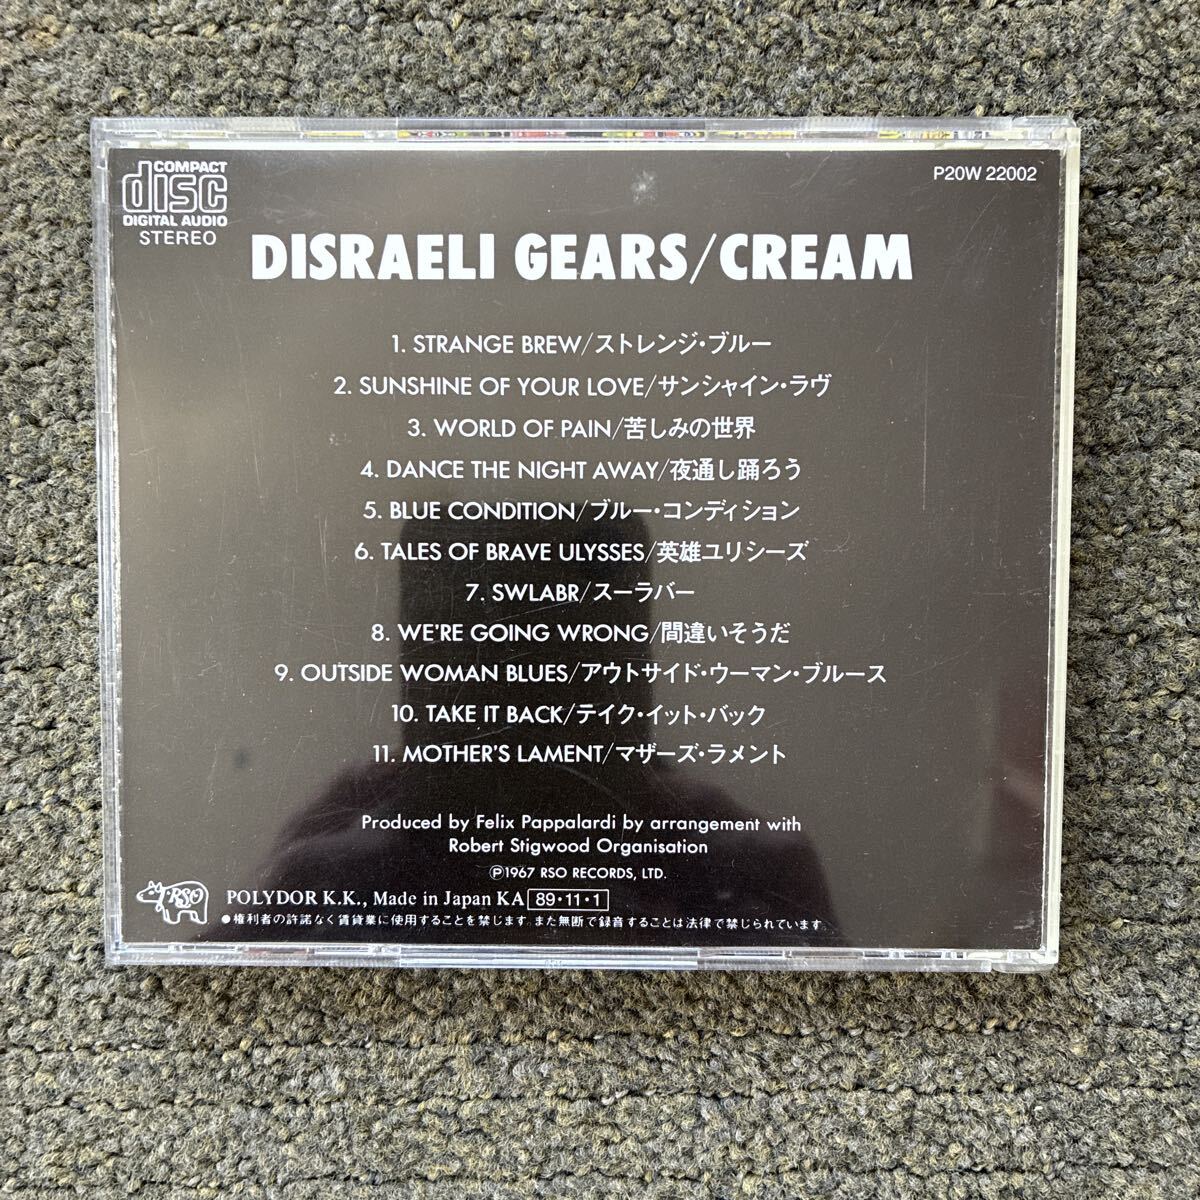 COMPACT
disc
DIGITAL AUDIO
STEREO
P20W 22002
DISRAELI GEARS/CREAM
1. STRANGE BREW/ストレンジ・ブルー
2. SUNSHINE OF YOUR LOVE/サンシャイン・ラヴ
3. WORLD OF PAIN/苦しみの世界
4. DANCE THE NIGHT AWAY/夜通し踊ろう
5. BLUE CONDITION/ブルー・コンディション
6. TALES OF BRAVE ULYSSES/英雄ユリシーズ
7. SWLABR/スーラバー
8. WE'RE GOING WRONG/間違いそうだ
9. OUTSIDE WOMAN BLUES/アウトサイド・ウーマン・ブルース
10. TAKE IT BACK/テイク・イット・バック
11. MOTHER'S LAMENT/マザーズ・ラメント
Produced by Felix Pappalardi by arrangement with
Robert Stigwood Organisation
℗1967 RSO RECORDS, LTD.
RSO
POLYDOR K.K., Made in Japan KA 89・11・1
●権利者の許諾なく賃貸業に使用することを禁じます。また無断で録音することは法律で禁じられています。